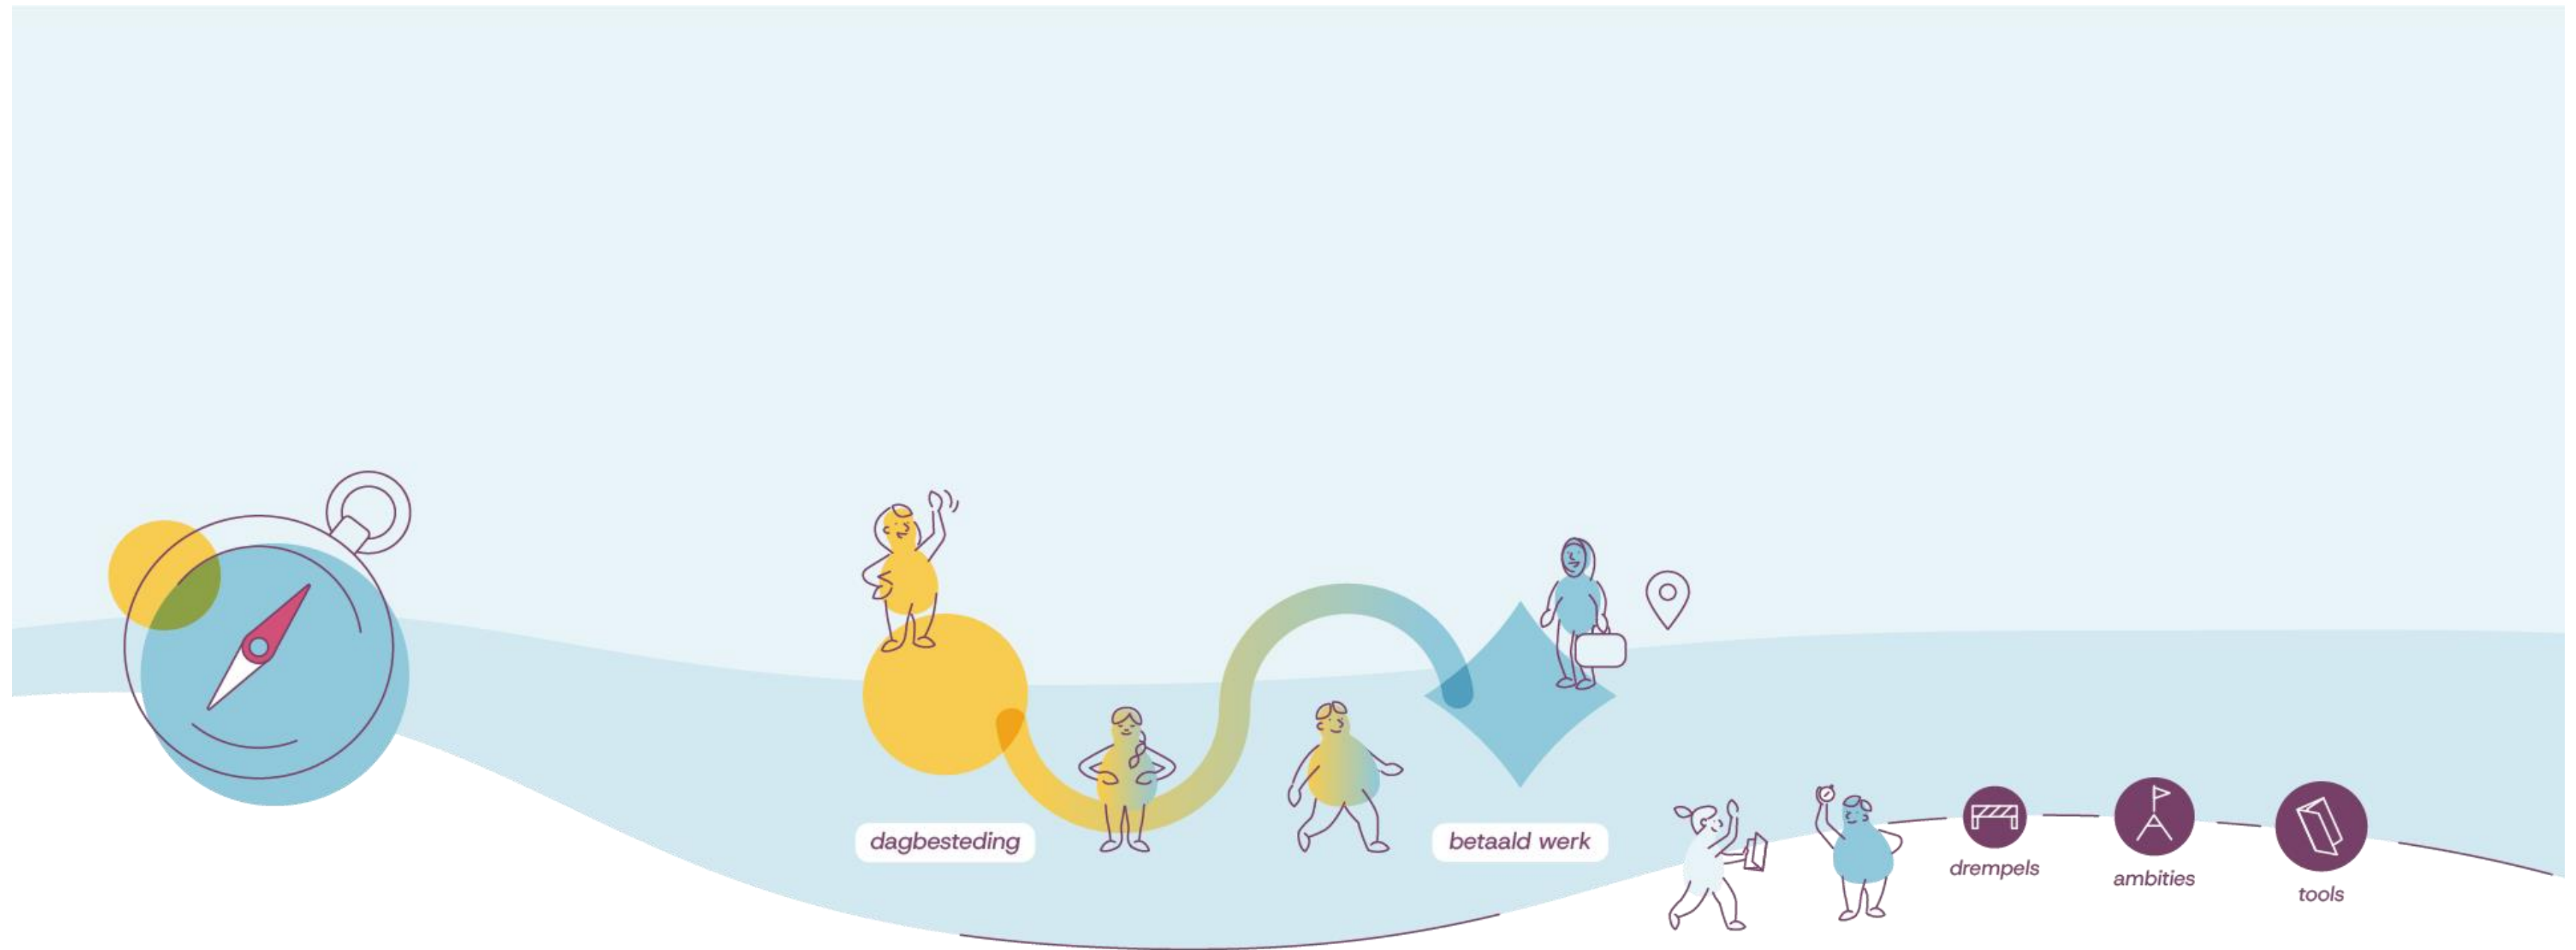 dagbesteding
betaald werk
drempels
ambities
tools